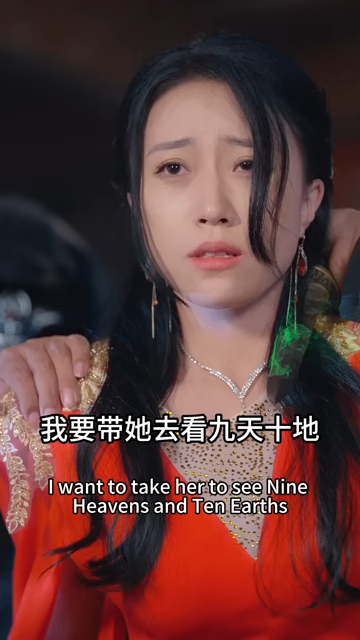 我要带她去看九天十地
I want to take her to see Nine
Heavens and Ten Earths